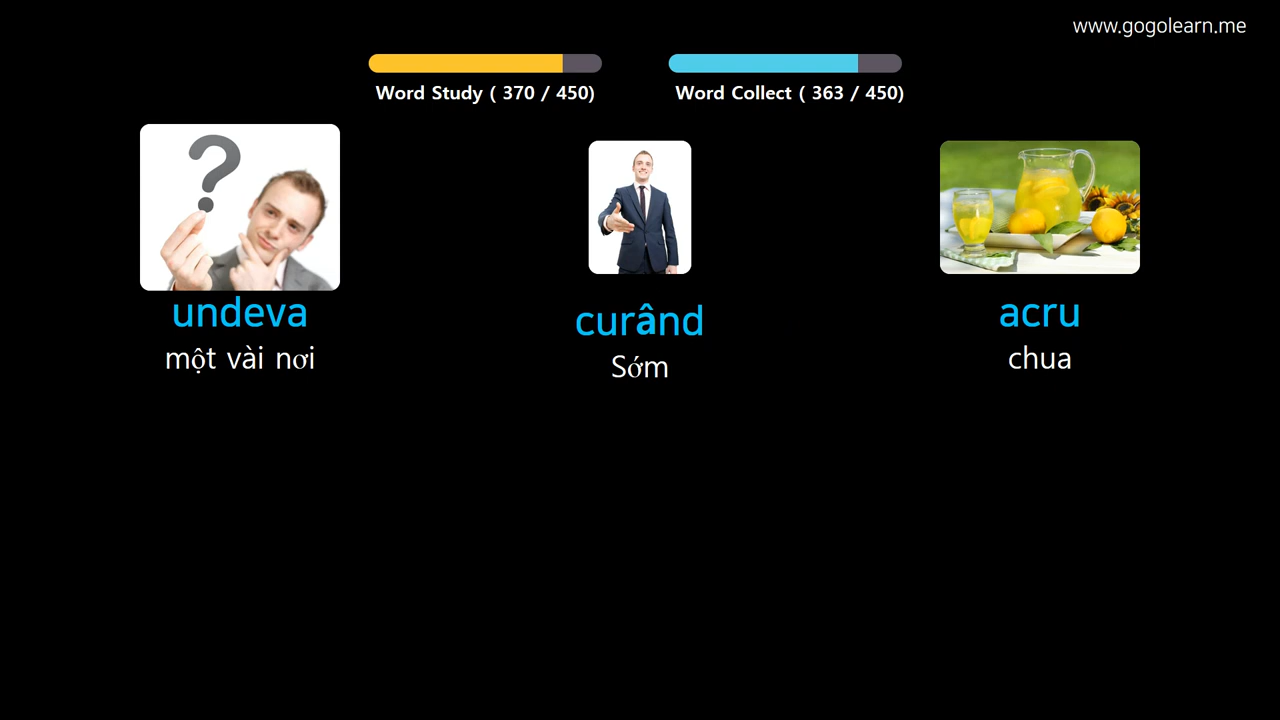 www.gogolearn.me
Word Study ( 370 / 450)
Word Collect ( 363 / 450)
undeva
một vài nơi
curând
Sớm
acru
chua